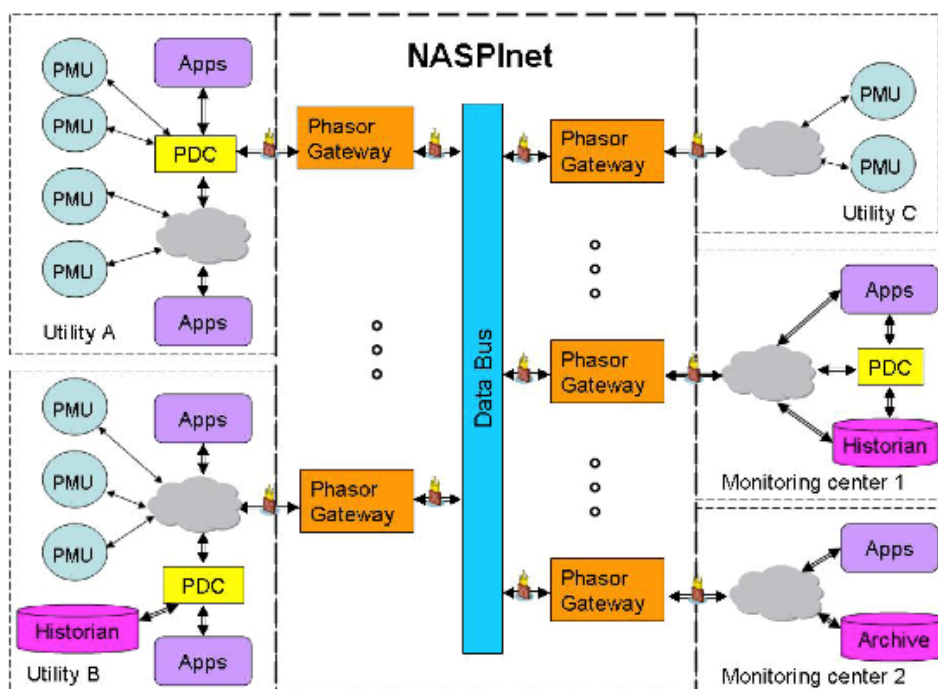 NASPInet
PMU
Apps
PMU
PDC
PMU
PMU
Apps
Utility A
PMU
Apps
PMU
PMU
PDC
Historian
Apps
Utility B
Phasor
Gateway
Phasor
Gateway
Data Bus
Phasor
Gateway
Phasor
Gateway
Phasor
Gateway
PMU
PMU
Utility C
Apps
PDC
Historian
Monitoring center 1
Apps
Archive
Monitoring center 2